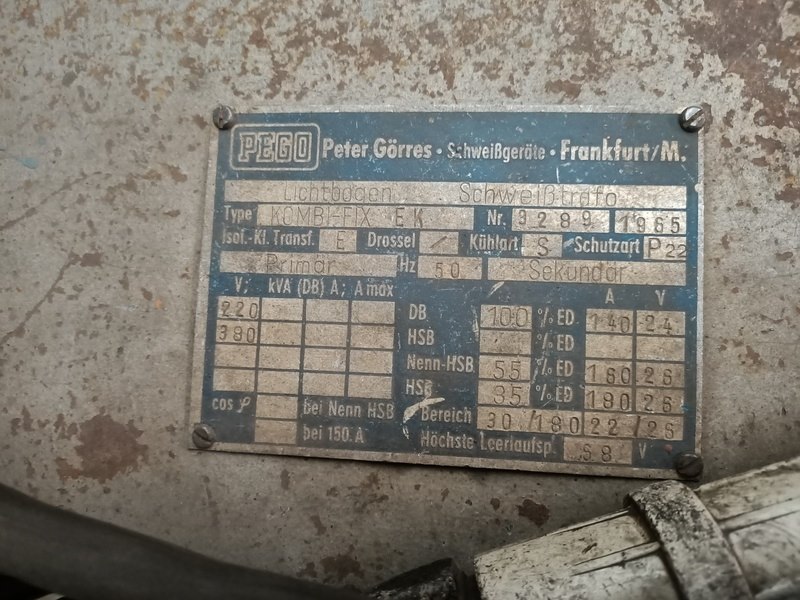 PEGO Peter Görres · Schweißgeräte · Frankfurt/M.
Lichtbogen Schweißtrafo
Type KOMBI-FIX EK Nr. 3289 1965
Isol.-Kl. Transf. E Drossel / Kühlart S Schutzart P22
Primär Hz 50 Sekundär
V; kVA (DB) A; A max A V
220 DB 100 % ED 140 24
380 HSB % ED
Nenn-HSB 55 % ED 160 26
HSB 35 % ED 180 26
cos φ bei Nenn HSB Bereich 30/180 22/26
bei 150 A Höchste Leerlaufsp. 68 V